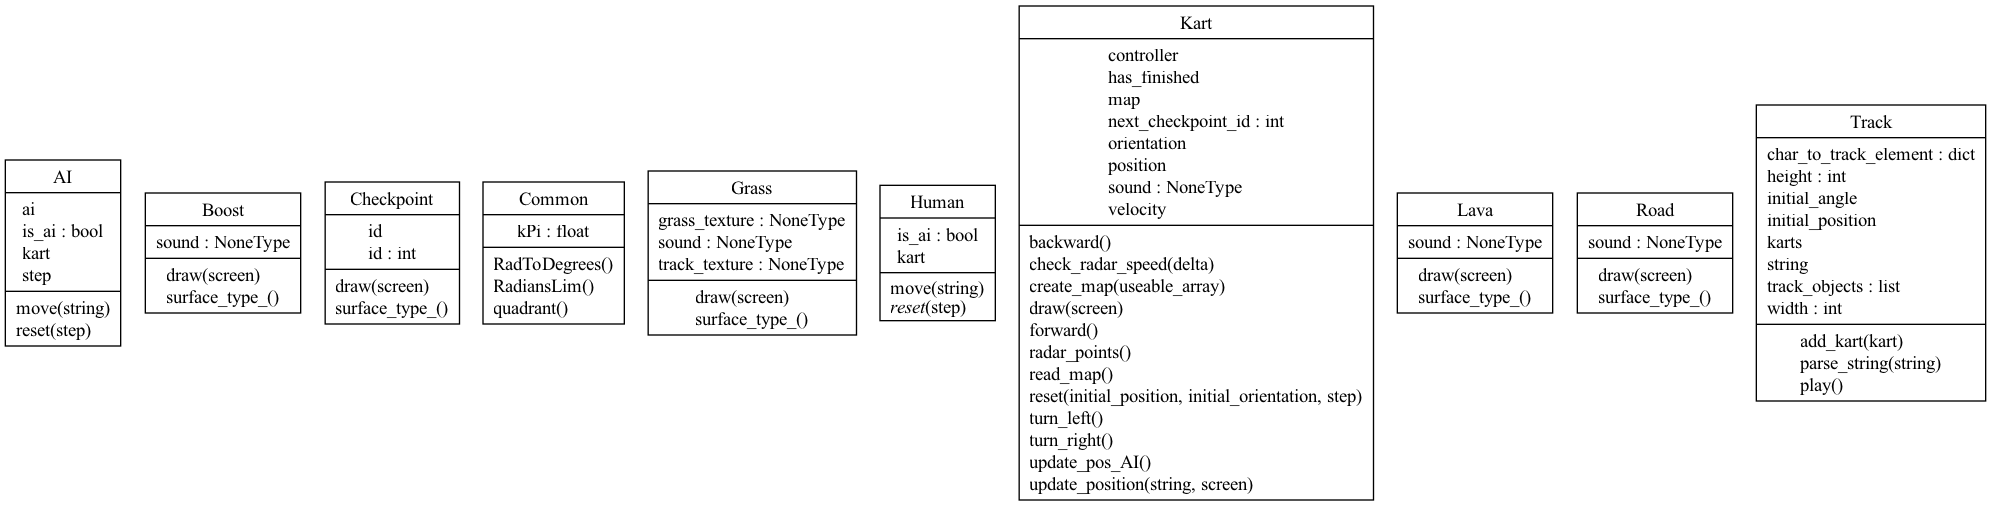 AI
ai
is_ai : bool
kart
step
move(string)
reset(step)
Boost
sound : NoneType
draw(screen)
surface_type_()
Checkpoint
id
id : int
draw(screen)
surface_type_()
Common
kPi : float
RadToDegrees()
RadiansLim()
quadrant()
Grass
grass_texture : NoneType
sound : NoneType
track_texture : NoneType
draw(screen)
surface_type_()
Human
is_ai : bool
kart
move(string)
reset(step)
Kart
controller
has_finished
map
next_checkpoint_id : int
orientation
position
sound : NoneType
velocity
backward()
check_radar_speed(delta)
create_map(useable_array)
draw(screen)
forward()
radar_points()
read_map()
reset(initial_position, initial_orientation, step)
turn_left()
turn_right()
update_pos_AI()
update_position(string, screen)
Lava
sound : NoneType
draw(screen)
surface_type_()
Road
sound : NoneType
draw(screen)
surface_type_()
Track
char_to_track_element : dict
height : int
initial_angle
initial_position
karts
string
track_objects : list
width : int
add_kart(kart)
parse_string(string)
play()